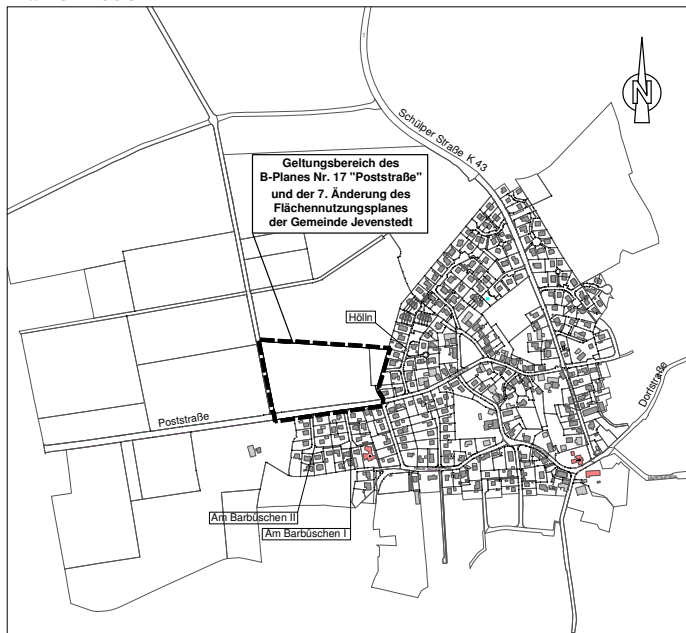 Schülper Straße K 43
N
Geltungsbereich des
B-Planes Nr. 17 "Poststraße"
und der 7. Änderung des
Flächennutzungsplanes
der Gemeinde Jevenstedt
Hölln
Poststraße
Dorfstraße
Am Barbüschen II
Am Barbüschen I